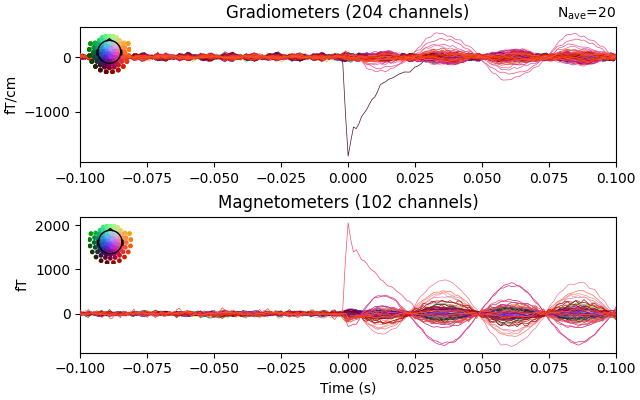 Gradiometers (204 channels)
Nave=20
fT/cm
0
−1000
−0.100 −0.075 −0.050 −0.025 0.000 0.025 0.050 0.075 0.100
Magnetometers (102 channels)
fT
2000
1000
0
−0.100 −0.075 −0.050 −0.025 0.000 0.025 0.050 0.075 0.100
Time (s)